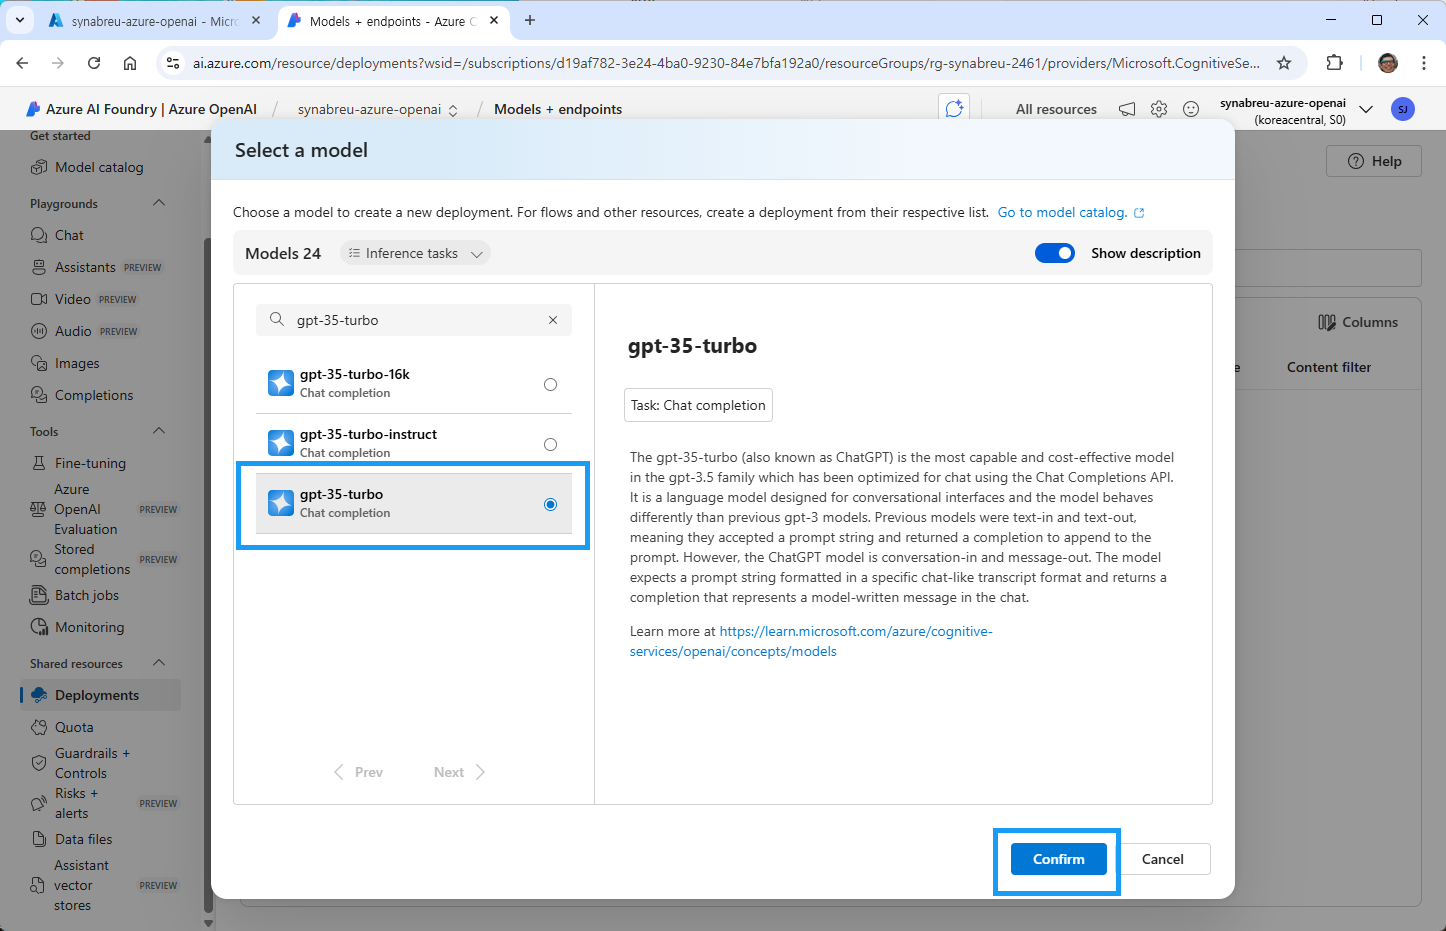 synabreu-azure-openai - Micr
Models + endpoints - Azure
ai.azure.com/resource/deployments?wsid=/subscriptions/d19af782-3e24-4ba0-9230-84e7bfa192a0/resourceGroups/rg-synabreu-2461/providers/Microsoft.CognitiveSe...
Azure AI Foundry | Azure OpenAI / synabreu-azure-openai / Models + endpoints
All resources
synabreu-azure-openai
(koreacentral, S0)
SJ
Get started
Model catalog
Playgrounds
Chat
Assistants PREVIEW
Video PREVIEW
Audio PREVIEW
Images
Completions
Tools
Fine-tuning
Azure
OpenAI PREVIEW
Evaluation
Stored
completions PREVIEW
Batch jobs
Monitoring
Shared resources
Deployments
Quota
Guardrails +
Controls
Risks +
alerts PREVIEW
Data files
Assistant
vector PREVIEW
stores
Help
Columns
e Content filter
Select a model
Choose a model to create a new deployment. For flows and other resources, create a deployment from their respective list. Go to model catalog.
Models 24 Inference tasks Show description
gpt-35-turbo
gpt-35-turbo-16k
Chat completion
gpt-35-turbo-instruct
Chat completion
gpt-35-turbo
Chat completion
Prev Next
gpt-35-turbo
Task: Chat completion
The gpt-35-turbo (also known as ChatGPT) is the most capable and cost-effective model
in the gpt-3.5 family which has been optimized for chat using the Chat Completions API.
It is a language model designed for conversational interfaces and the model behaves
differently than previous gpt-3 models. Previous models were text-in and text-out,
meaning they accepted a prompt string and returned a completion to append to the
prompt. However, the ChatGPT model is conversation-in and message-out. The model
expects a prompt string formatted in a specific chat-like transcript format and returns a
completion that represents a model-written message in the chat.
Learn more at https://learn.microsoft.com/azure/cognitive-
services/openai/concepts/models
Confirm Cancel